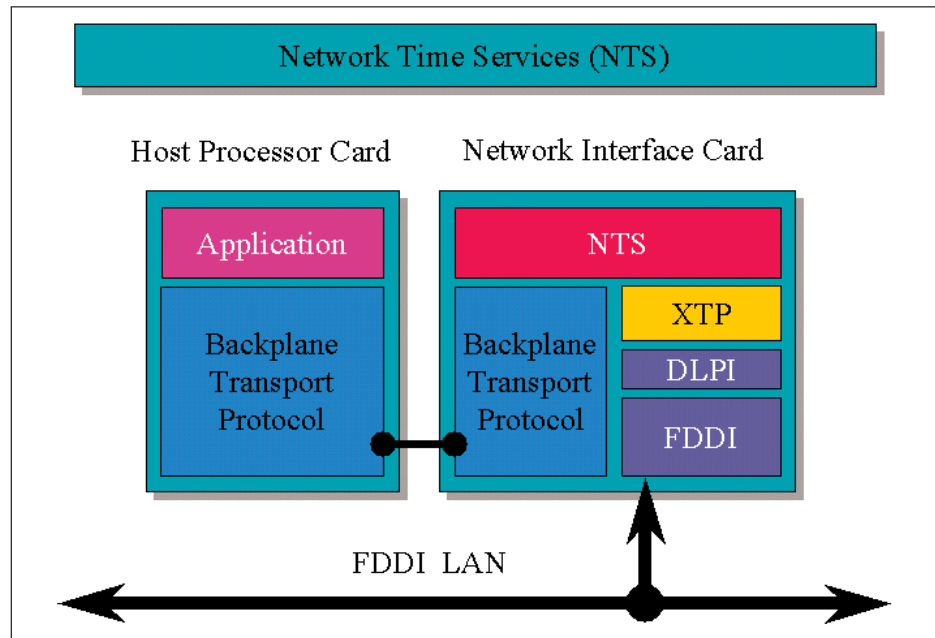 Network Time Services (NTS)
Host Processor Card
Network Interface Card
Application
Backplane
Transport
Protocol
NTS
Backplane
Transport
Protocol
XTP
DLPI
FDDI
FDDI LAN